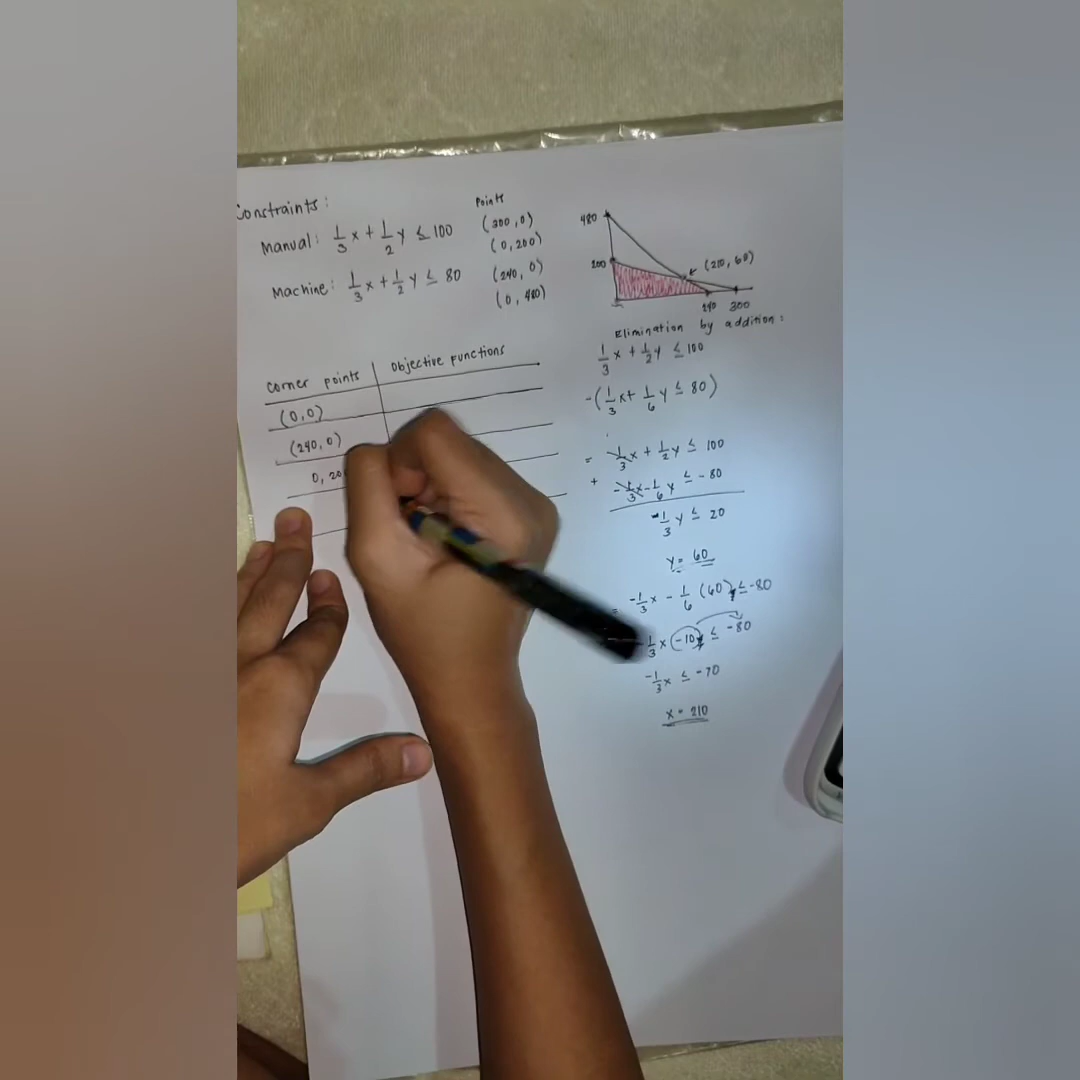 Constraints:
Manual: 1/3 x + 1/2 y ≤ 100
Machine: 1/3 x + 1/2 y ≤ 80
Points
(300, 0)
(0, 200)
(240, 0)
(0, 480)
480
200
(210, 60)
240 300
Corner points Objective functions
(0,0)
(240, 0)
0, 20
Elimination by addition:
1/3 x + 1/2 y ≤ 100
-(1/3 x + 1/6 y ≤ 80)
= 1/3 x + 1/2 y ≤ 100
+ -1/3 x - 1/6 y ≤ -80
-1/3 y ≤ 20
y = 60
= -1/3 x - 1/6 (60) ≤ -80
1/3 x -10 ≤ -80
-1/3 x ≤ -70
x = 210